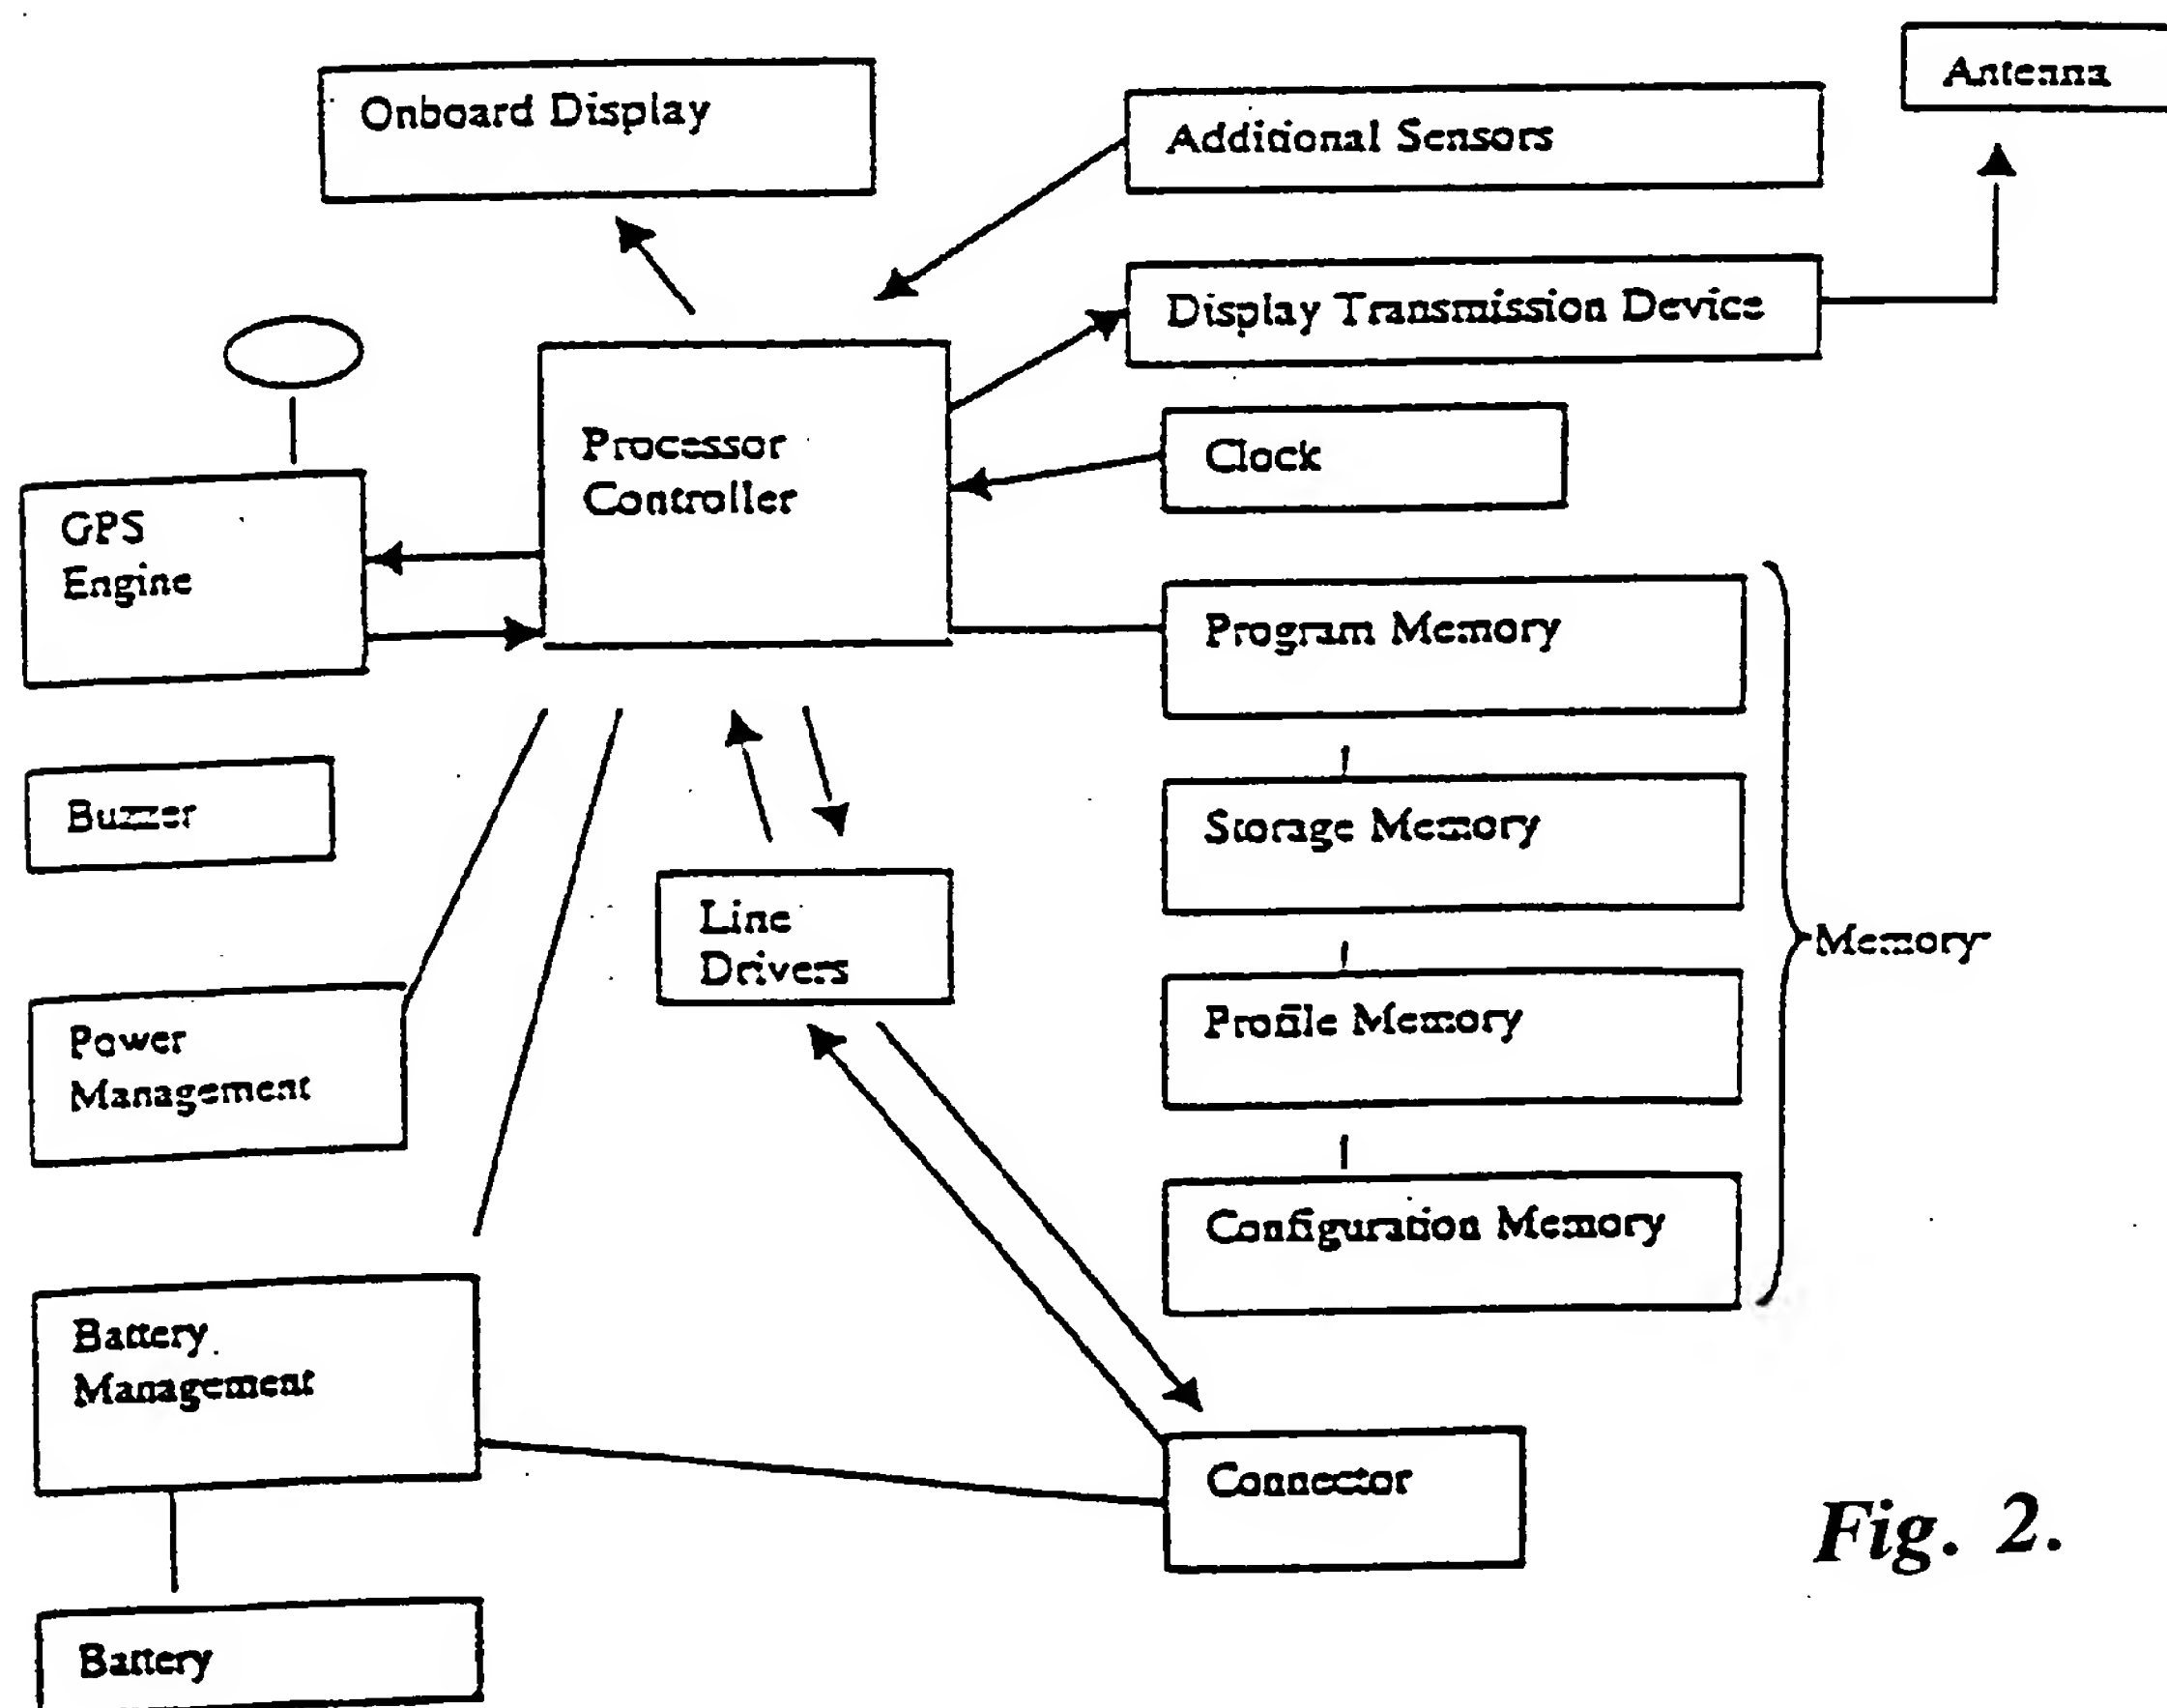 Onboard Display
Additional Sensors
Antenna
Display Transmission Device
Processor
Controller
Clock
GPS
Engine
Program Memory
Buzzer
Storage Memory
Line
Drivers
Memory
Profile Memory
Power
Management
Configuration Memory
Battery
Management
Connector
Fig. 2.
Battery